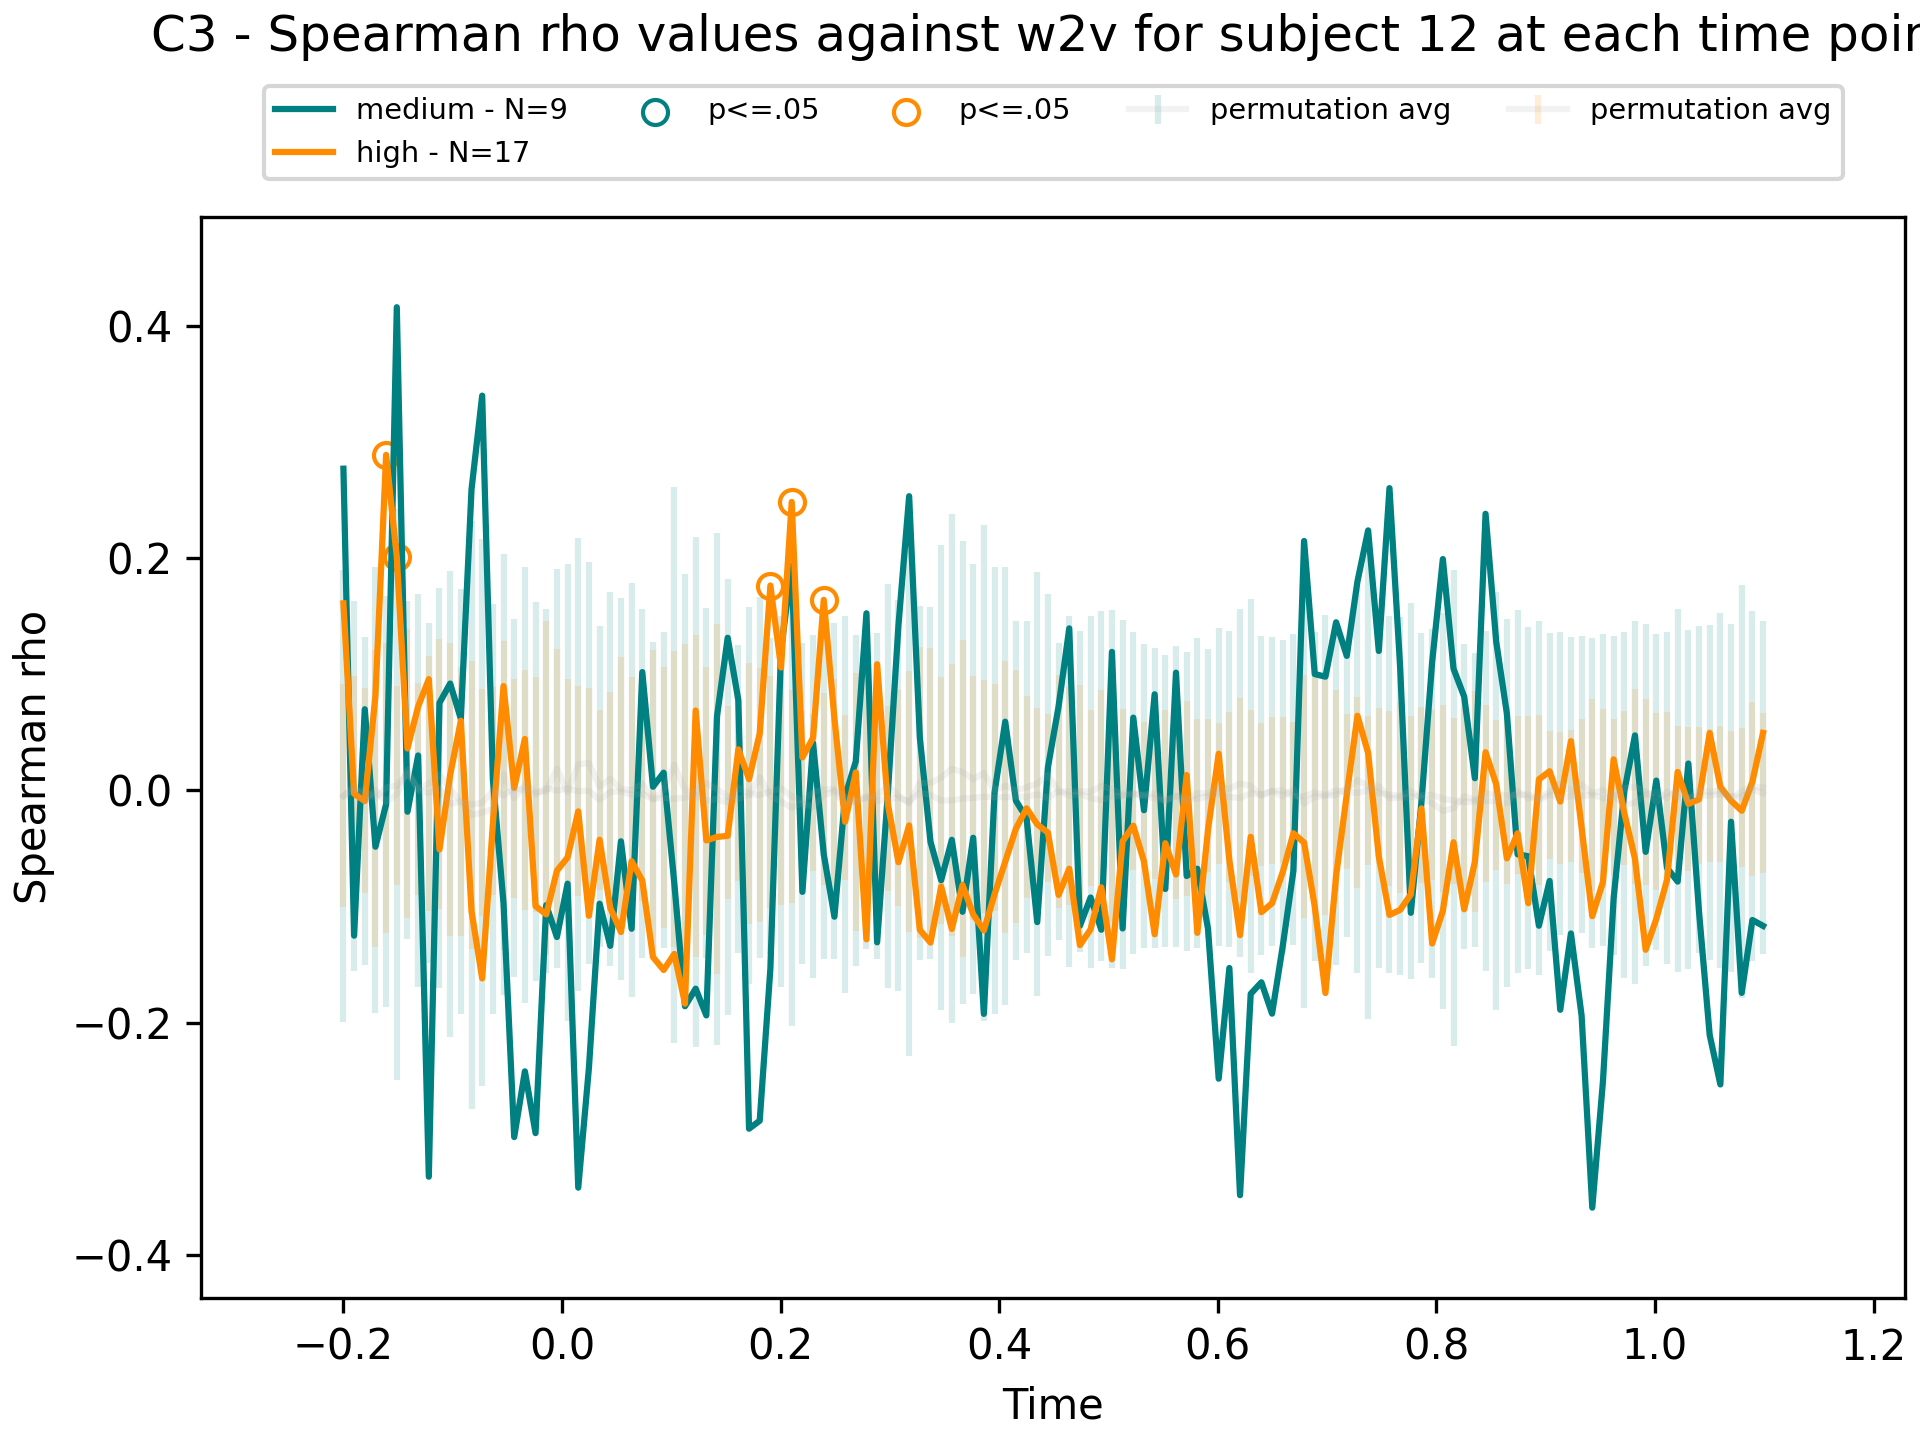 C3 - Spearman rho values against w2v for subject 12 at each time poin
medium - N=9
high - N=17
p<=.05
p<=.05
permutation avg
permutation avg
Spearman rho
0.4
0.2
0.0
−0.2
−0.4
−0.2 0.0 0.2 0.4 0.6 0.8 1.0 1.2
Time